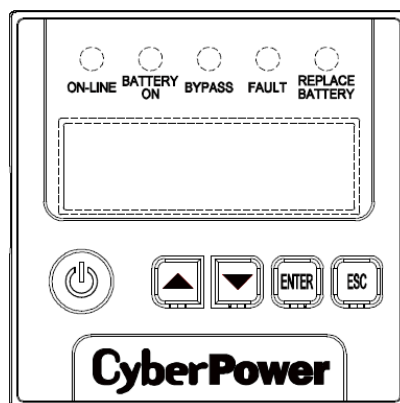 ON-LINE BATTERY ON BYPASS FAULT REPLACE BATTERY
ENTER ESC
CyberPower